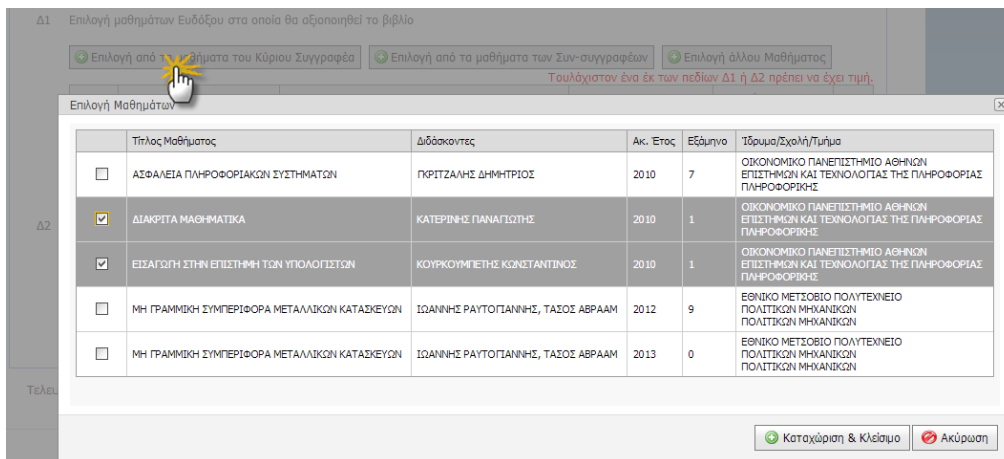 Δ1 Επιλογή μαθημάτων Ευδόξου στα οποία θα αξιοποιηθεί το βιβλίο
Επιλογή από τα μαθήματα του Κύριου Συγγραφέα Επιλογή από τα μαθήματα των Συν-συγγραφέων Επιλογή άλλου Μαθήματος
Τουλάχιστον ένα εκ των πεδίων Δ1 ή Δ2 πρέπει να έχει τιμή.
Επιλογή Μαθημάτων
Τίτλος Μαθήματος Διδάσκοντες Ακ. Έτος Εξάμηνο Ίδρυμα/Σχολή/Τμήμα
ΑΣΦΑΛΕΙΑ ΠΛΗΡΟΦΟΡΙΑΚΩΝ ΣΥΣΤΗΜΑΤΩΝ ΓΚΡΙΤΖΑΛΗΣ ΔΗΜΗΤΡΙΟΣ 2010 7 ΟΙΚΟΝΟΜΙΚΟ ΠΑΝΕΠΙΣΤΗΜΙΟ ΑΘΗΝΩΝ
ΕΠΙΣΤΗΜΩΝ ΚΑΙ ΤΕΧΝΟΛΟΓΙΑΣ ΤΗΣ ΠΛΗΡΟΦΟΡΙΑΣ
ΠΛΗΡΟΦΟΡΙΚΗΣ
Δ2 ΔΙΑΚΡΙΤΑ ΜΑΘΗΜΑΤΙΚΑ ΚΑΤΕΡΙΝΗΣ ΠΑΝΑΓΙΩΤΗΣ 2010 1 ΟΙΚΟΝΟΜΙΚΟ ΠΑΝΕΠΙΣΤΗΜΙΟ ΑΘΗΝΩΝ
ΕΠΙΣΤΗΜΩΝ ΚΑΙ ΤΕΧΝΟΛΟΓΙΑΣ ΤΗΣ ΠΛΗΡΟΦΟΡΙΑΣ
ΠΛΗΡΟΦΟΡΙΚΗΣ
ΕΙΣΑΓΩΓΗ ΣΤΗΝ ΕΠΙΣΤΗΜΗ ΤΩΝ ΥΠΟΛΟΓΙΣΤΩΝ ΚΟΥΡΚΟΥΜΠΕΤΗΣ ΚΩΝΣΤΑΝΤΙΝΟΣ 2010 1 ΟΙΚΟΝΟΜΙΚΟ ΠΑΝΕΠΙΣΤΗΜΙΟ ΑΘΗΝΩΝ
ΕΠΙΣΤΗΜΩΝ ΚΑΙ ΤΕΧΝΟΛΟΓΙΑΣ ΤΗΣ ΠΛΗΡΟΦΟΡΙΑΣ
ΠΛΗΡΟΦΟΡΙΚΗΣ
ΜΗ ΓΡΑΜΜΙΚΗ ΣΥΜΠΕΡΙΦΟΡΑ ΜΕΤΑΛΛΙΚΩΝ ΚΑΤΑΣΚΕΥΩΝ ΙΩΑΝΝΗΣ ΡΑΥΤΟΓΙΑΝΝΗΣ, ΤΑΣΟΣ ΑΒΡΑΑΜ 2012 9 ΕΘΝΙΚΟ ΜΕΤΣΟΒΙΟ ΠΟΛΥΤΕΧΝΕΙΟ
ΠΟΛΙΤΙΚΩΝ ΜΗΧΑΝΙΚΩΝ
ΠΟΛΙΤΙΚΩΝ ΜΗΧΑΝΙΚΩΝ
ΜΗ ΓΡΑΜΜΙΚΗ ΣΥΜΠΕΡΙΦΟΡΑ ΜΕΤΑΛΛΙΚΩΝ ΚΑΤΑΣΚΕΥΩΝ ΙΩΑΝΝΗΣ ΡΑΥΤΟΓΙΑΝΝΗΣ, ΤΑΣΟΣ ΑΒΡΑΑΜ 2013 0 ΕΘΝΙΚΟ ΜΕΤΣΟΒΙΟ ΠΟΛΥΤΕΧΝΕΙΟ
ΠΟΛΙΤΙΚΩΝ ΜΗΧΑΝΙΚΩΝ
ΠΟΛΙΤΙΚΩΝ ΜΗΧΑΝΙΚΩΝ
Τελευ
Καταχώριση & Κλείσιμο Ακύρωση